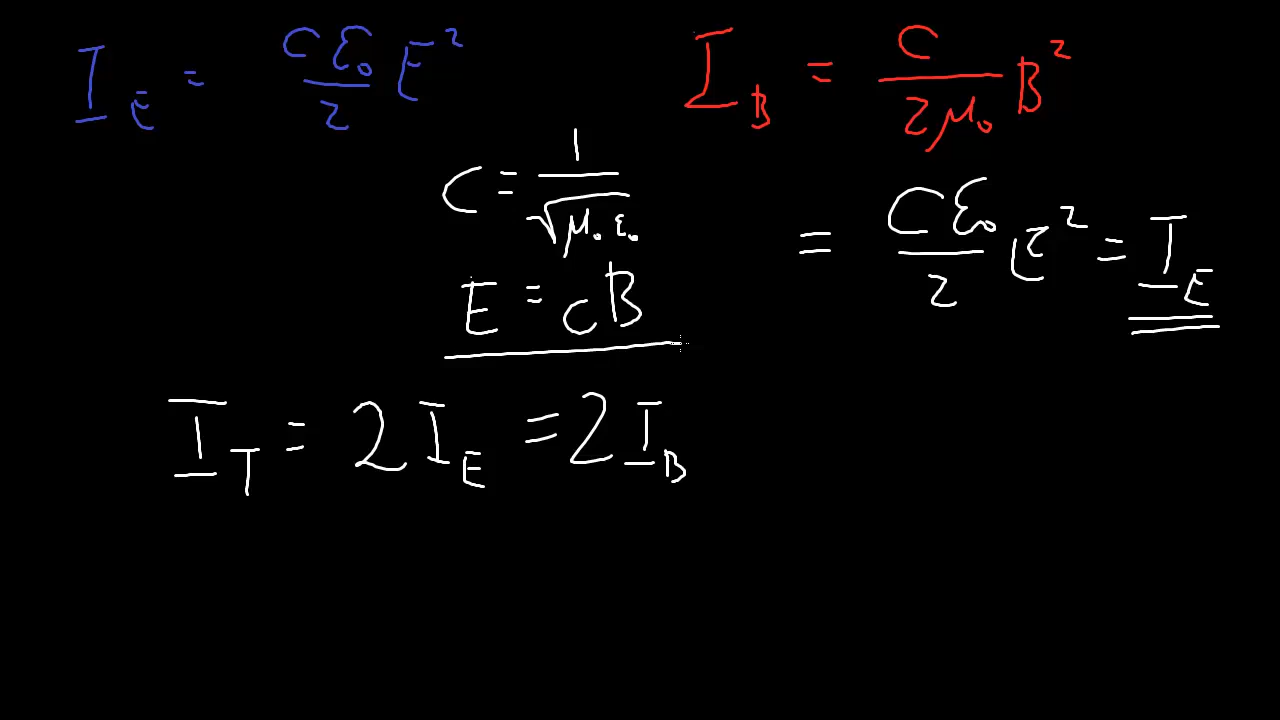 I_E = cε₀/2 E²
I_B = c/2μ₀ B²
c = 1/√μ₀ε₀
= cε₀/2 E² = I_E
E = cB
I_T = 2I_E = 2I_B